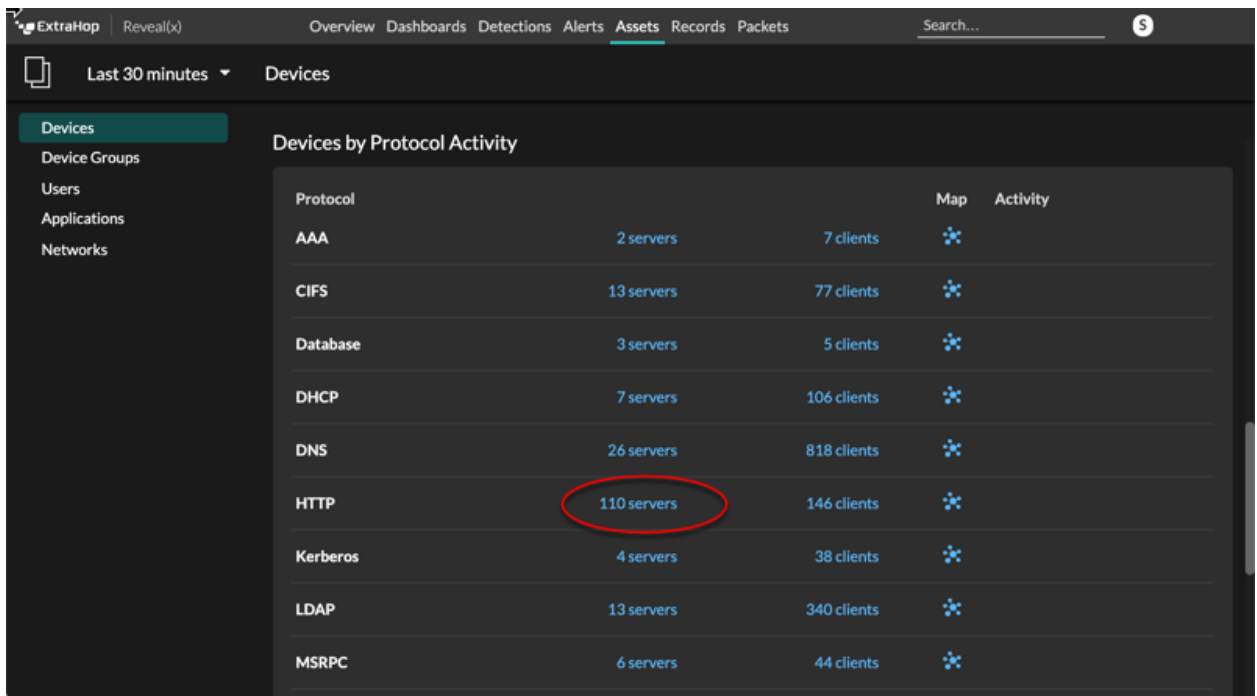 ExtraHop Reveal(x) Overview Dashboards Detections Alerts Assets Records Packets Search... S
Last 30 minutes Devices
Devices
Device Groups
Users
Applications
Networks
Devices by Protocol Activity
Protocol Map Activity
AAA 2 servers 7 clients
CIFS 13 servers 77 clients
Database 3 servers 5 clients
DHCP 7 servers 106 clients
DNS 26 servers 818 clients
HTTP 110 servers 146 clients
Kerberos 4 servers 38 clients
LDAP 13 servers 340 clients
MSRPC 6 servers 44 clients